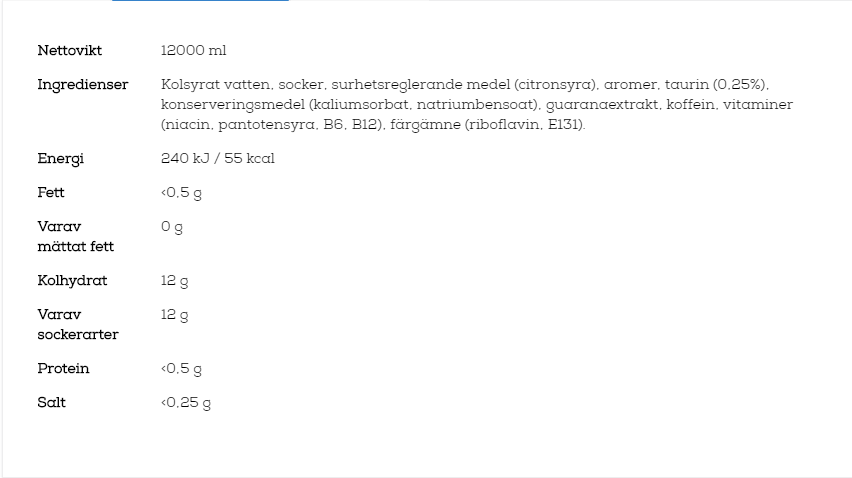 Nettovikt 12000 ml
Ingredienser Kolsyrat vatten, socker, surhetsreglerande medel (citronsyra), aromer, taurin (0,25%),
konserveringsmedel (kaliumsorbat, natriumbensoat), guaranaextrakt, koffein, vitaminer
(niacin, pantotensyra, B6, B12), färgämne (riboflavin, E131).
Energi 240 kJ / 55 kcal
Fett <0,5 g
Varav 0 g
mättat fett
Kolhydrat 12 g
Varav 12 g
sockerarter
Protein <0,5 g
Salt <0,25 g